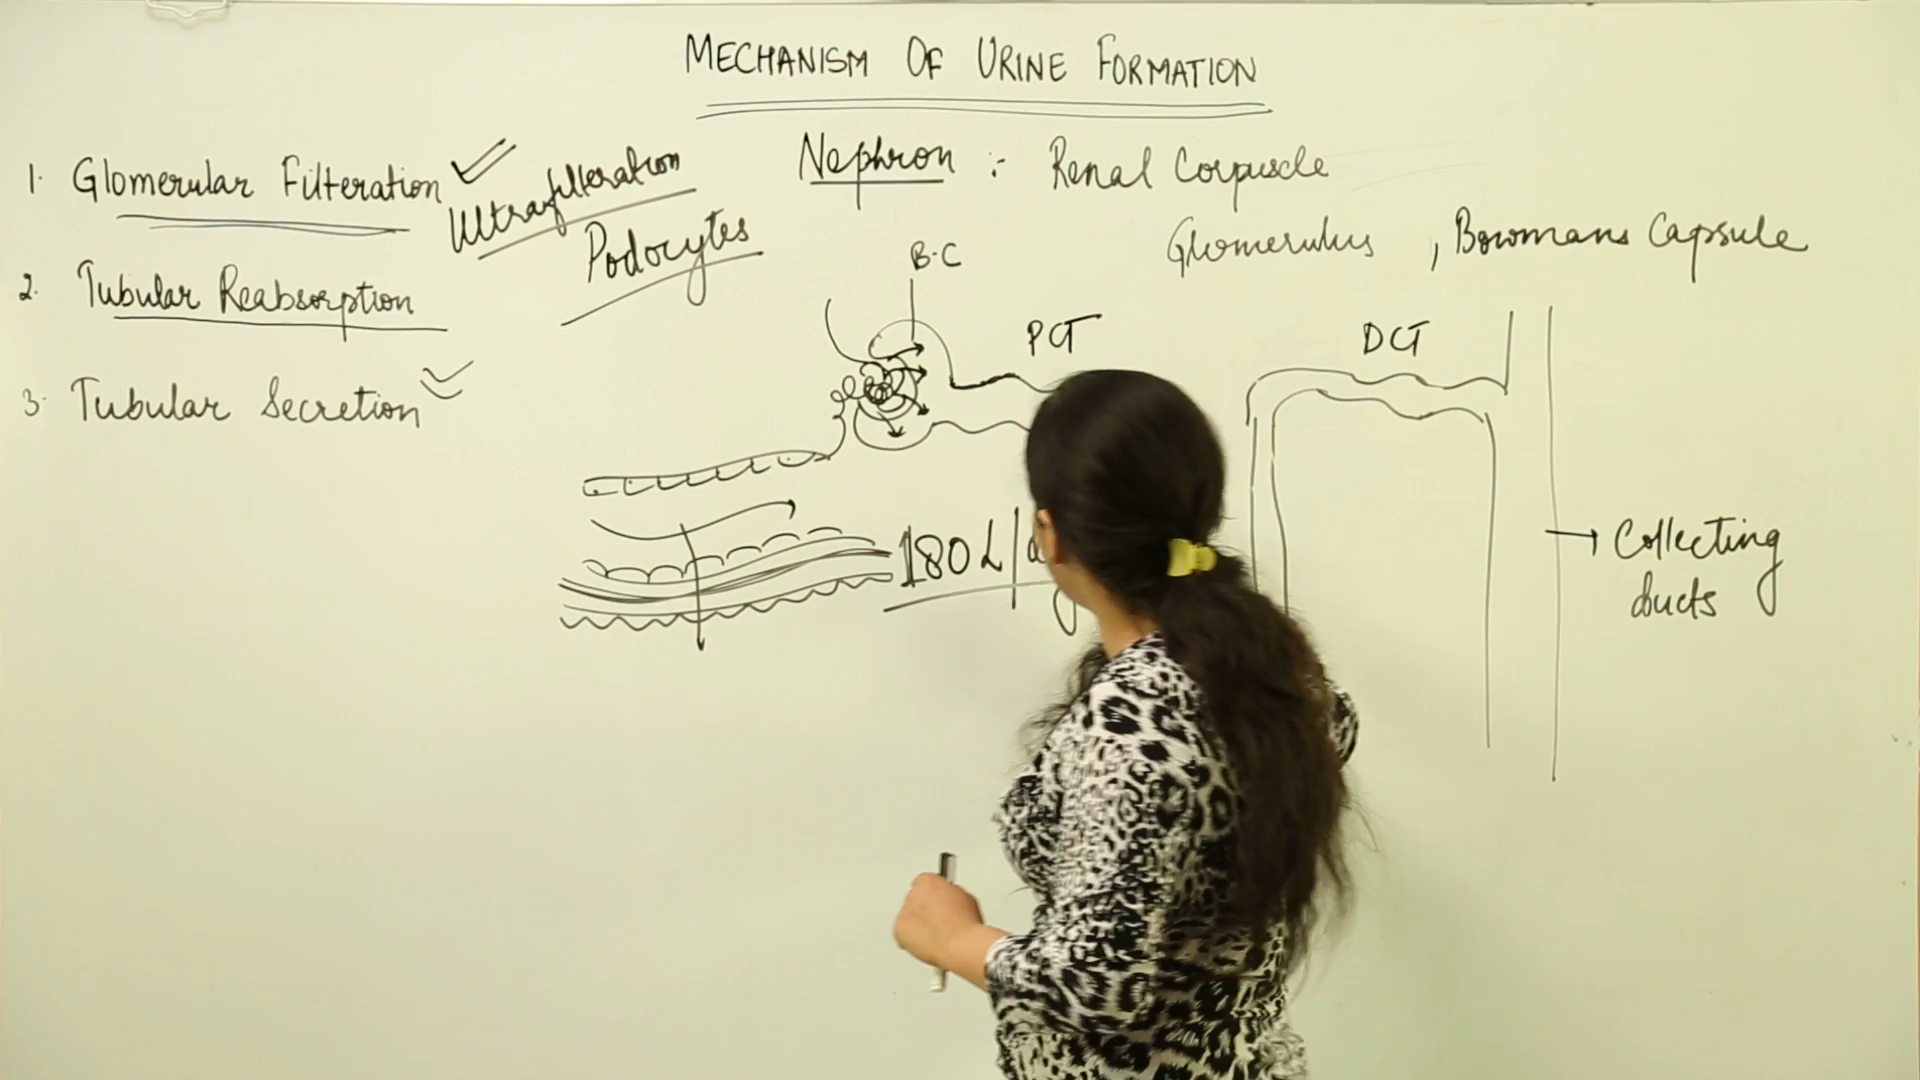 MECHANISM OF URINE FORMATION
1. Glomerular Filteration
Ultrafilteration
Podocytes
2. Tubular Reabsorption
3. Tubular Secretion
Nephron :- Renal Corpuscle
Glomerulus , Bowmans Capsule
B.C
PCT
DCT
180 L/d
Collecting
ducts